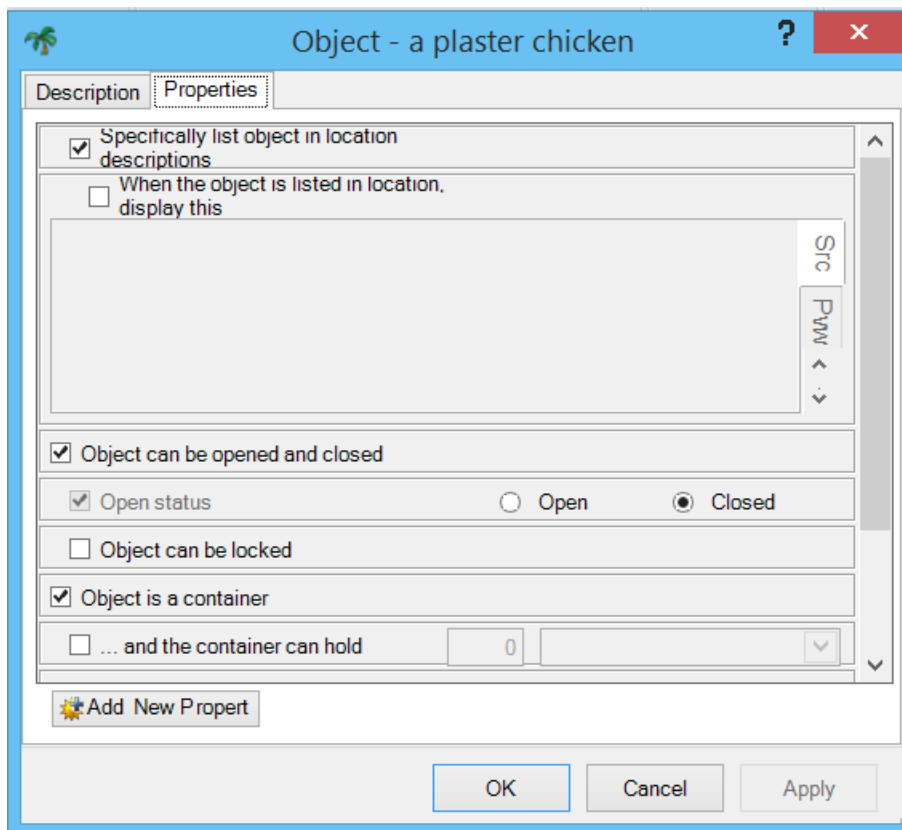 Object - a plaster chicken
?
Description
Properties
Specifically list object in location
descriptions
When the object is listed in location,
display this
Src
Pvw
Object can be opened and closed
Open status
Open
Closed
Object can be locked
Object is a container
... and the container can hold
0
Add New Propert
OK
Cancel
Apply